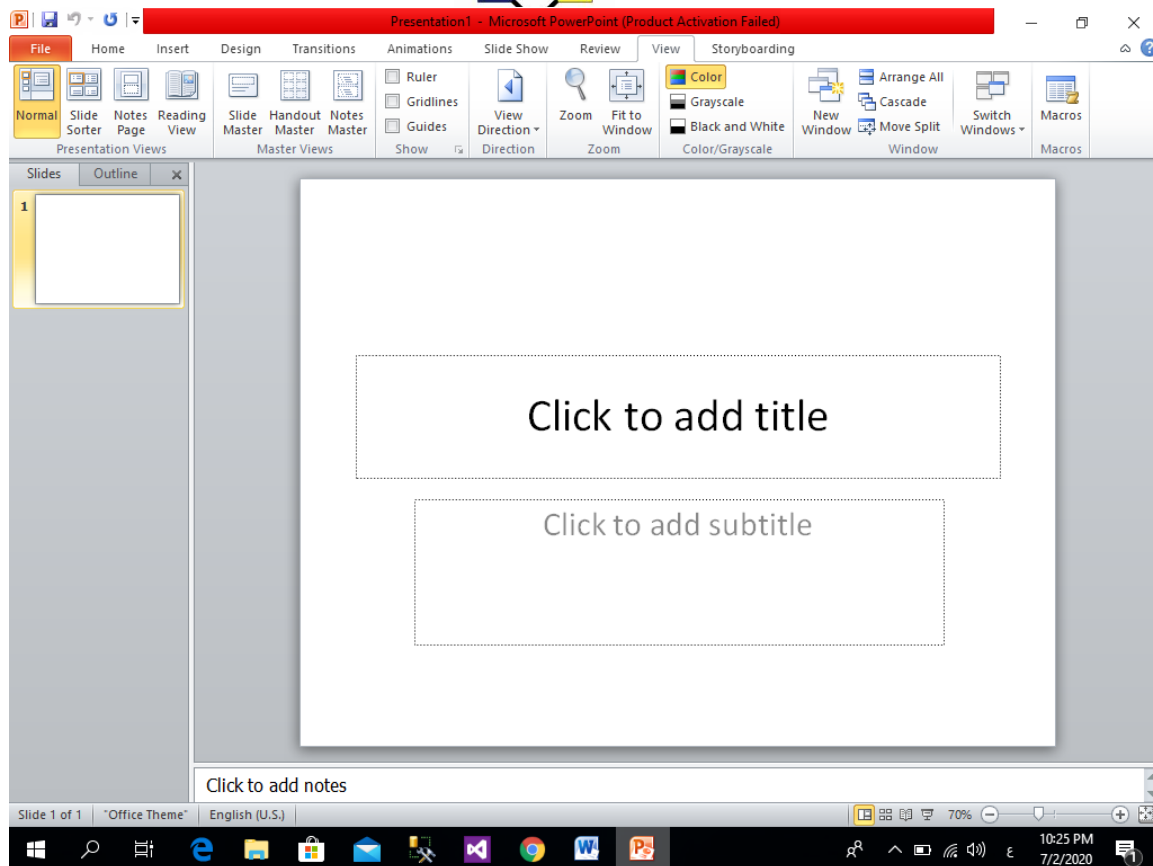 Presentation1 - Microsoft PowerPoint (Product Activation Failed)
File Home Insert Design Transitions Animations Slide Show Review View Storyboarding
Normal Slide Sorter Notes Page Reading View
Presentation Views
Slide Master Handout Master Notes Master
Master Views
Ruler
Gridlines
Guides
Show
View Direction
Direction
Zoom Fit to Window
Zoom
Color
Grayscale
Black and White
Color/Grayscale
New Window
Arrange All
Cascade
Move Split
Switch Windows
Window
Macros
Macros
Slides Outline
1
Click to add title
Click to add subtitle
Click to add notes
Slide 1 of 1 "Office Theme" English (U.S.) 70%
10:25 PM
ع 7/2/2020
1